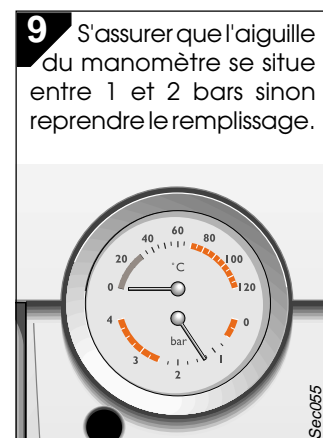 9 S'assurer que l'aiguille
du manomètre se situe
entre 1 et 2 bars sinon
reprendre le remplissage.
0 20 40 60 80 100 120
°C
4 3 2 1 0
bar
Sec055